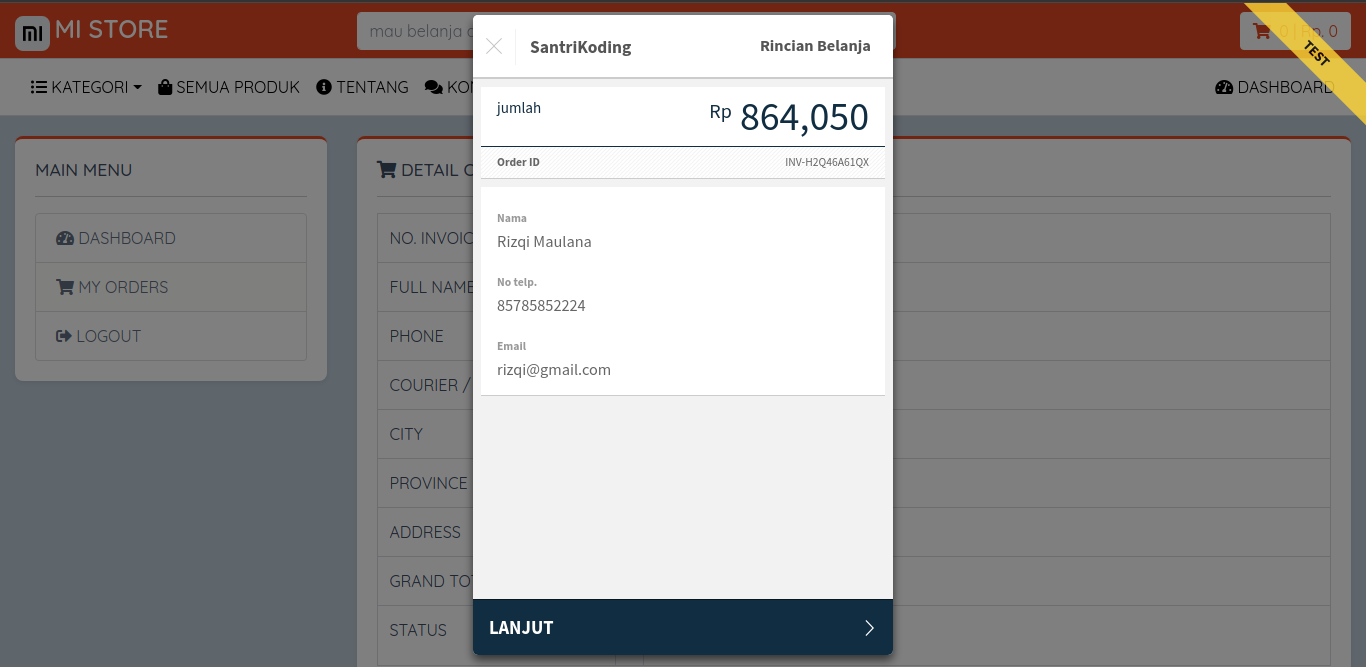 MI STORE
mau belanja
0 | Rp. 0
TEST
KATEGORI
SEMUA PRODUK
TENTANG
DASHBOARD
MAIN MENU
DASHBOARD
MY ORDERS
LOGOUT
DETAIL
NO. INVOIC
FULL NAME
PHONE
COURIER /
CITY
PROVINCE
ADDRESS
GRAND TO
STATUS
SantriKoding
Rincian Belanja
jumlah
Rp 864,050
Order ID
INV-H2Q46A61QX
Nama
Rizqi Maulana
No telp.
85785852224
Email
rizqi@gmail.com
LANJUT